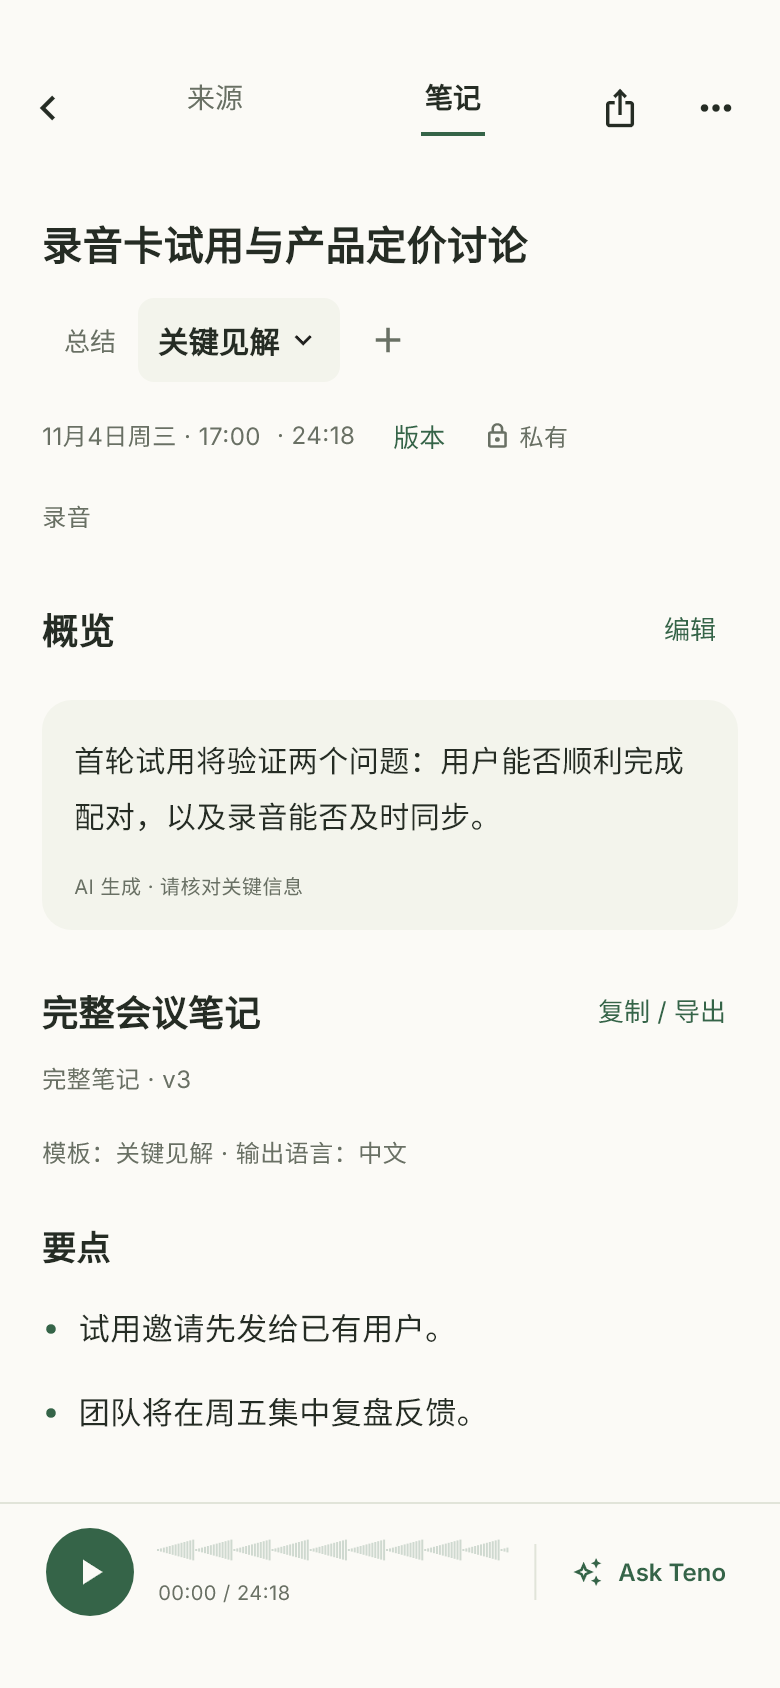 来源 笔记
录音卡试用与产品定价讨论
总结 关键见解
11月4日周三 · 17:00 · 24:18 版本 私有
录音
概览 编辑
首轮试用将验证两个问题：用户能否顺利完成
配对，以及录音能否及时同步。
AI 生成 · 请核对关键信息
完整会议笔记 复制 / 导出
完整笔记 · v3
模板：关键见解 · 输出语言：中文
要点
• 试用邀请先发给已有用户。
• 团队将在周五集中复盘反馈。
00:00 / 24:18
Ask Teno